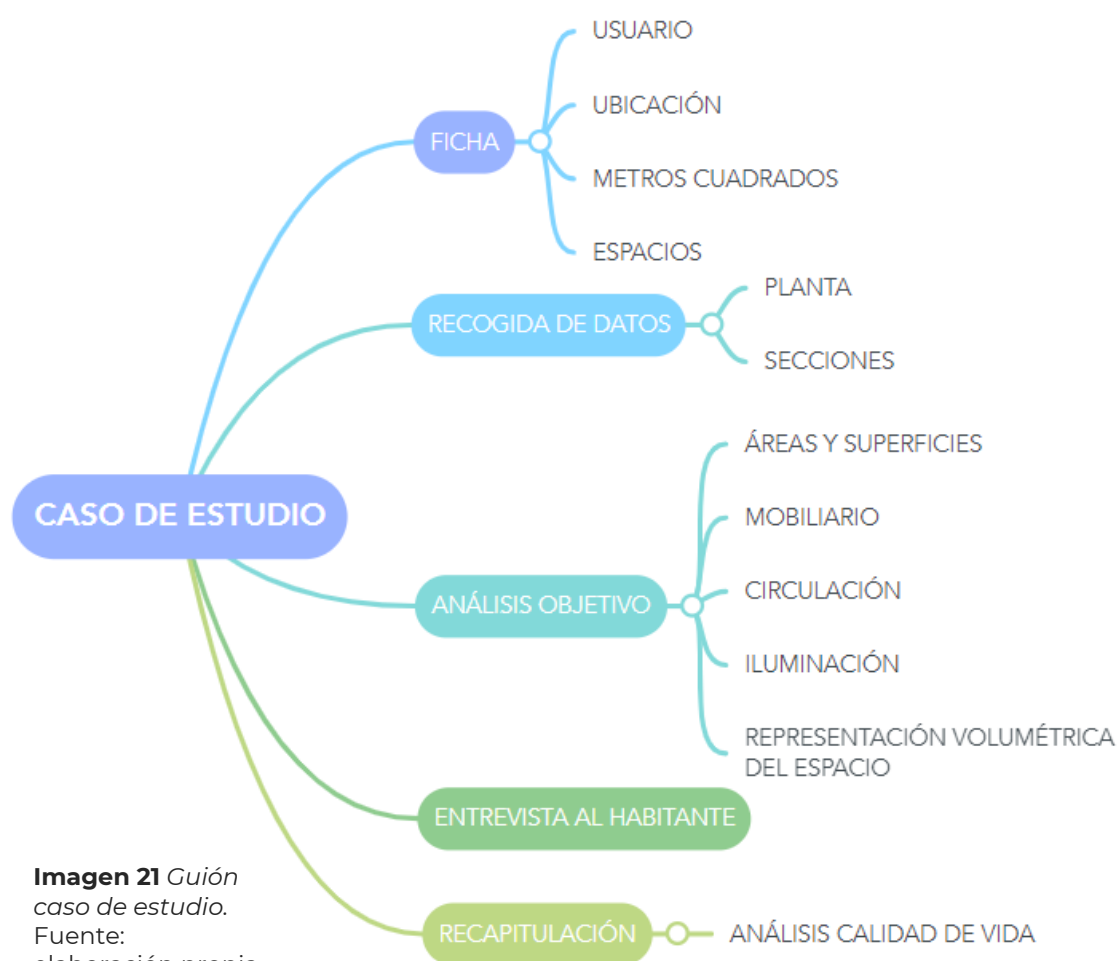 USUARIO
UBICACIÓN
FICHA
METROS CUADRADOS
ESPACIOS
PLANTA
RECOGIDA DE DATOS
SECCIONES
ÁREAS Y SUPERFICIES
MOBILIARIO
CASO DE ESTUDIO
CIRCULACIÓN
ANÁLISIS OBJETIVO
ILUMINACIÓN
REPRESENTACIÓN VOLUMÉTRICA
DEL ESPACIO
ENTREVISTA AL HABITANTE
RECAPITULACIÓN
ANÁLISIS CALIDAD DE VIDA
Imagen 21 Guión
caso de estudio.
Fuente:
elaboración propia